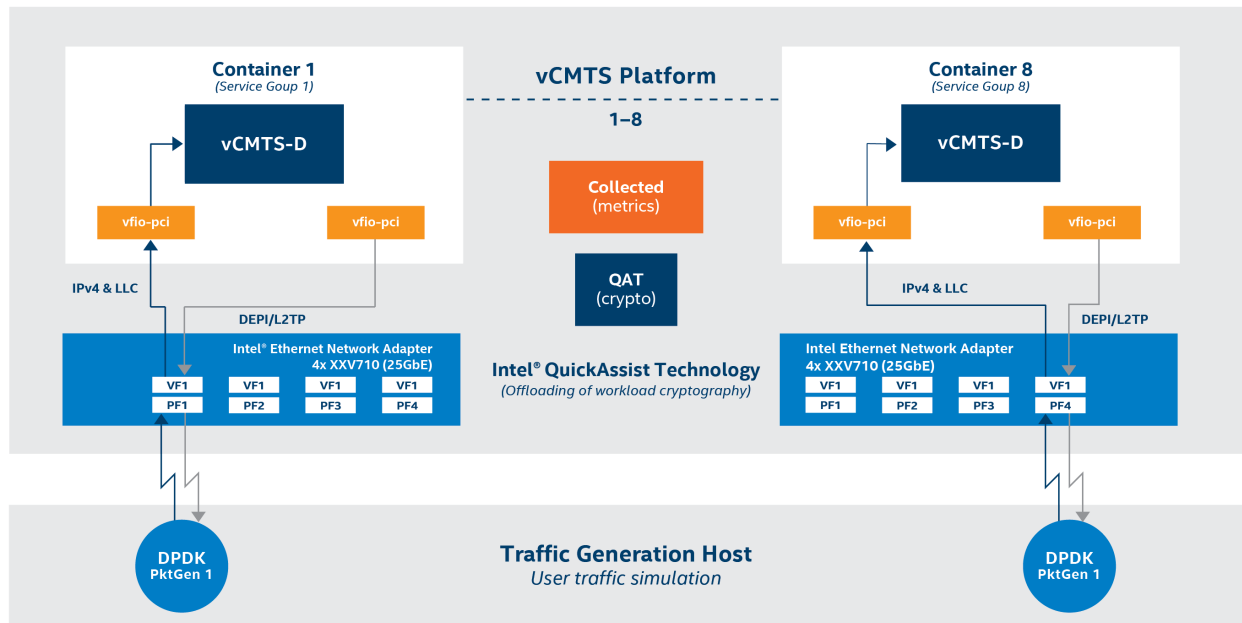 Container 1
(Service Goup 1)
vCMTS-D
vfio-pci
vfio-pci
IPv4 & LLC
DEPI/L2TP
Intel® Ethernet Network Adapter
4x XXV710 (25GbE)
VF1 VF1 VF1 VF1
PF1 PF2 PF3 PF4
vCMTS Platform
1–8
Collected
(metrics)
QAT
(crypto)
Intel® QuickAssist Technology
(Offloading of workload cryptography)
Container 8
(Service Goup 8)
vCMTS-D
vfio-pci
vfio-pci
IPv4 & LLC
DEPI/L2TP
Intel Ethernet Network Adapter
4x XXV710 (25GbE)
VF1 VF1 VF1 VF1
PF1 PF2 PF3 PF4
DPDK
PktGen 1
Traffic Generation Host
User traffic simulation
DPDK
PktGen 1